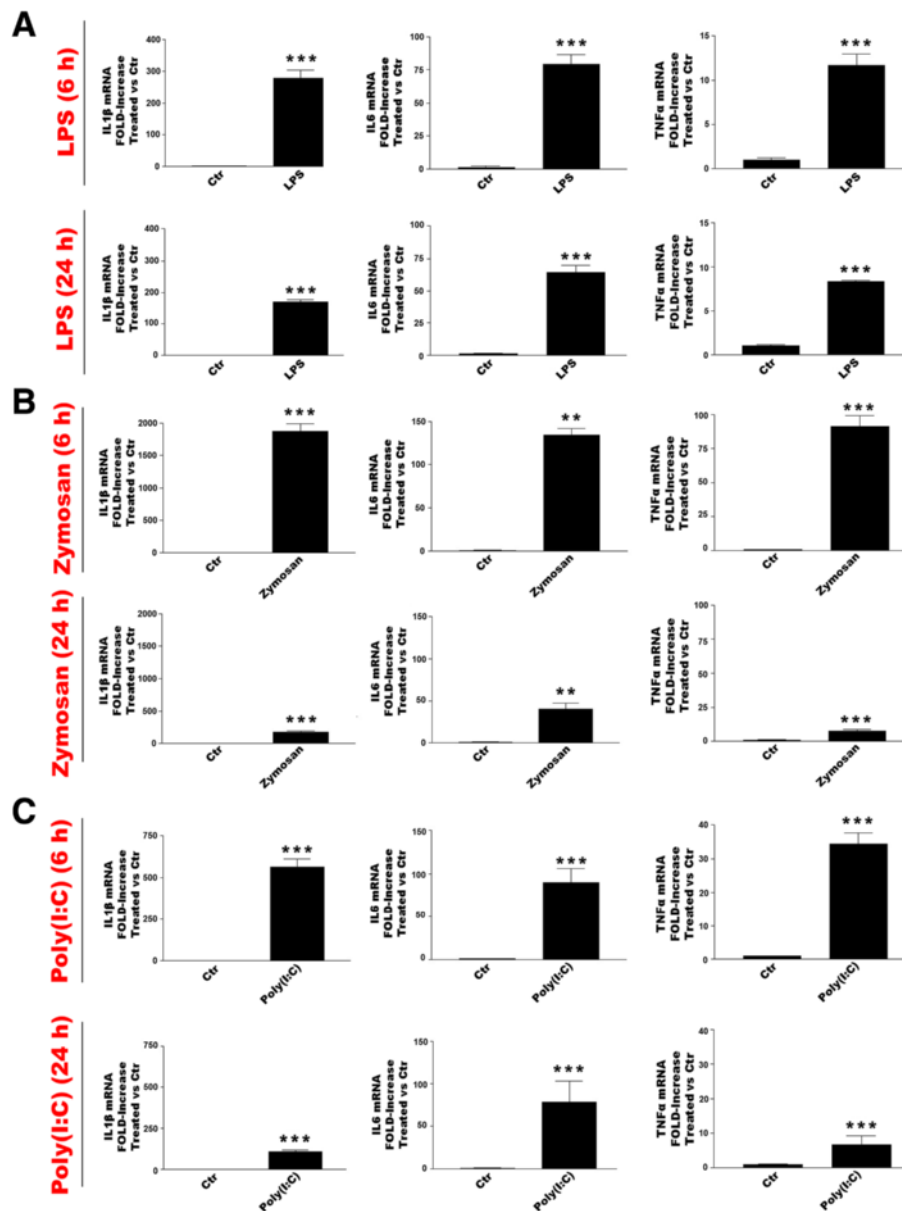 A
LPS (6 h)
IL1β mRNA
FOLD-Increase
Treated vs Ctr
400
300
200
100
0
***
Ctr
LPS
IL6 mRNA
FOLD-Increase
Treated vs Ctr
100
75
50
25
0
***
Ctr
LPS
TNFα mRNA
FOLD-Increase
Treated vs Ctr
15
10
5
0
***
Ctr
LPS
LPS (24 h)
IL1β mRNA
FOLD-Increase
Treated vs Ctr
400
300
200
100
0
***
Ctr
LPS
IL6 mRNA
FOLD-Increase
Treated vs Ctr
100
75
50
25
0
***
Ctr
LPS
TNFα mRNA
FOLD-Increase
Treated vs Ctr
15
10
5
0
***
Ctr
LPS
B
Zymosan (6 h)
IL1β mRNA
FOLD-Increase
Treated vs Ctr
2000
1500
1000
500
0
***
Ctr
Zymosan
IL6 mRNA
FOLD-Increase
Treated vs Ctr
150
100
50
0
**
Ctr
Zymosan
TNFα mRNA
FOLD-Increase
Treated vs Ctr
100
75
50
25
0
***
Ctr
Zymosan
Zymosan (24 h)
IL1β mRNA
FOLD-Increase
Treated vs Ctr
2000
1500
1000
500
0
***
Ctr
Zymosan
IL6 mRNA
FOLD-Increase
Treated vs Ctr
150
100
50
0
**
Ctr
Zymosan
TNFα mRNA
FOLD-Increase
Treated vs Ctr
100
75
50
25
0
***
Ctr
Zymosan
C
Poly(I:C) (6 h)
IL1β mRNA
FOLD-Increase
Treated vs Ctr
750
500
250
0
***
Ctr
Poly(I:C)
IL6 mRNA
FOLD-Increase
Treated vs Ctr
150
100
50
0
***
Ctr
Poly(I:C)
TNFα mRNA
FOLD-Increase
Treated vs Ctr
40
30
20
10
0
***
Ctr
Poly(I:C)
Poly(I:C) (24 h)
IL1β mRNA
FOLD-Increase
Treated vs Ctr
750
500
250
0
***
Ctr
Poly(I:C)
IL6 mRNA
FOLD-Increase
Treated vs Ctr
150
100
50
0
***
Ctr
Poly(I:C)
TNFα mRNA
FOLD-Increase
Treated vs Ctr
40
30
20
10
0
***
Ctr
Poly(I:C)